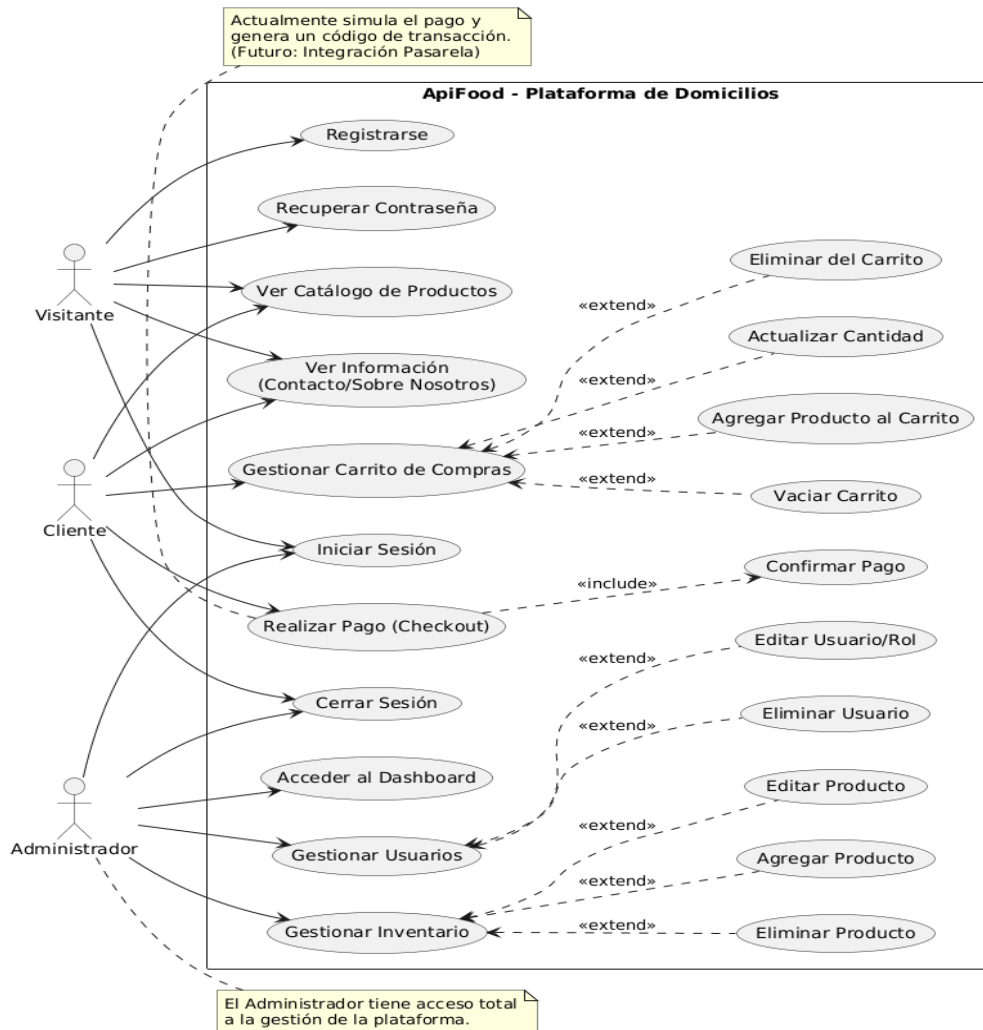 Actualmente simula el pago y
genera un código de transacción.
(Futuro: Integración Pasarela)
ApiFood - Plataforma de Domicilios
Registrarse
Recuperar Contraseña
Eliminar del Carrito
Ver Catálogo de Productos
«extend»
Visitante
Actualizar Cantidad
Ver Información
(Contacto/Sobre Nosotros)
«extend»
Agregar Producto al Carrito
«extend»
Gestionar Carrito de Compras
«extend»
Vaciar Carrito
Cliente
Iniciar Sesión
Confirmar Pago
«include»
Realizar Pago (Checkout)
Editar Usuario/Rol
«extend»
Cerrar Sesión
Eliminar Usuario
«extend»
Acceder al Dashboard
Editar Producto
«extend»
Administrador
Gestionar Usuarios
Agregar Producto
«extend»
Gestionar Inventario
«extend»
Eliminar Producto
El Administrador tiene acceso total
a la gestión de la plataforma.